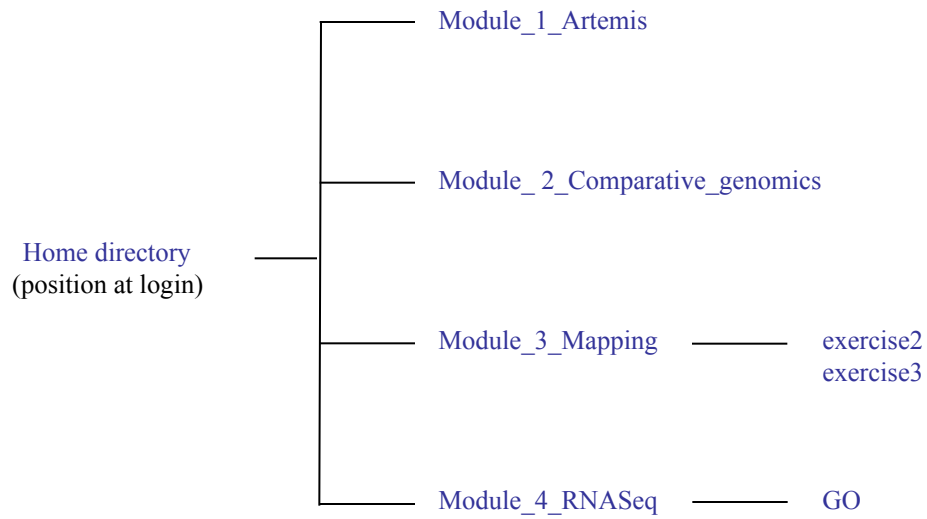 Module_1_Artemis
Module_ 2_Comparative_genomics
Home directory
(position at login)
Module_3_Mapping
exercise2
exercise3
Module_4_RNASeq
GO